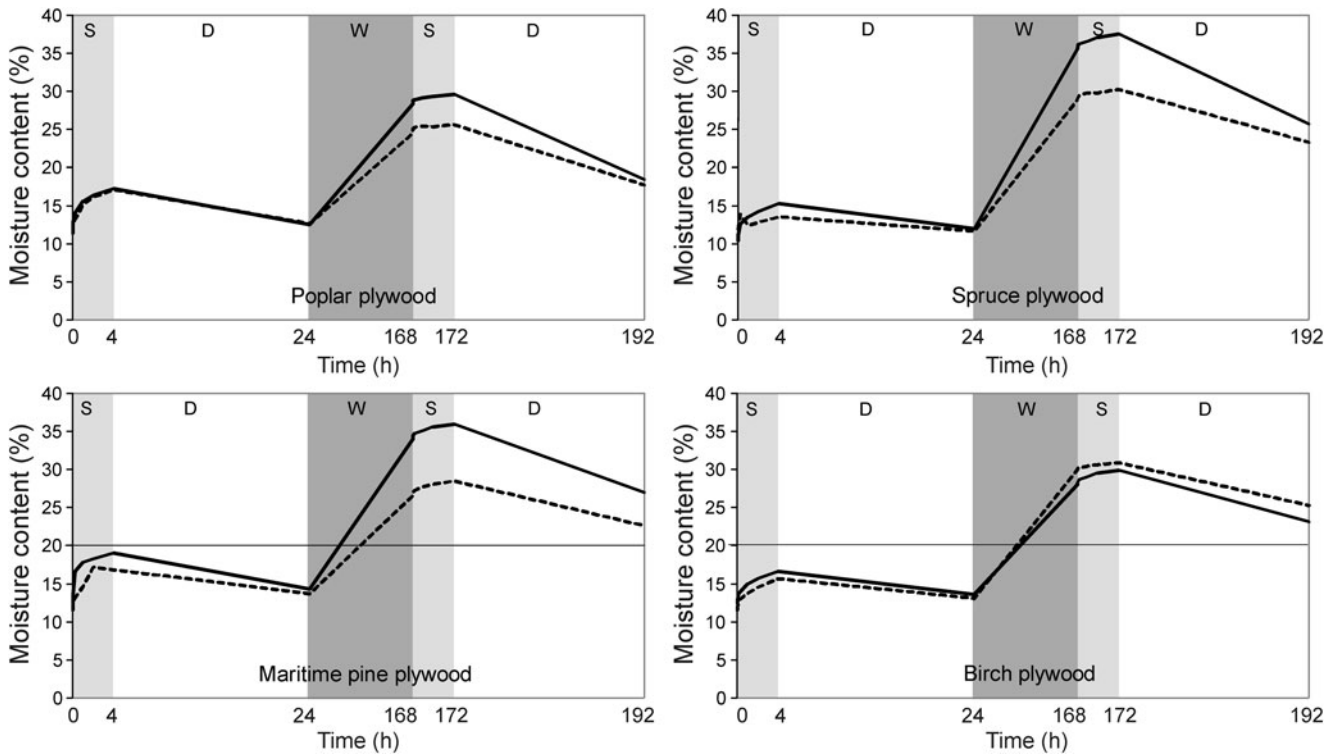 Moisture content (%)
40
35
30
25
20
15
10
5
0
S
D
W
S
D
Poplar plywood
0
4
24
168
172
192
Time (h)
Moisture content (%)
40
35
30
25
20
15
10
5
0
S
D
W
S
D
Spruce plywood
0
4
24
168
172
192
Time (h)
Moisture content (%)
40
35
30
25
20
15
10
5
0
S
D
W
S
D
Maritime pine plywood
0
4
24
168
172
192
Time (h)
Moisture content (%)
40
35
30
25
20
15
10
5
0
S
D
W
S
D
Birch plywood
0
4
24
168
172
192
Time (h)